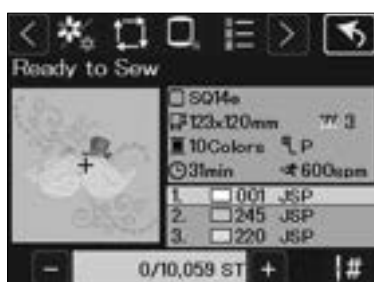 Ready to Sew
SQ14e
123x120mm 3
10Colors P
31min 600spm
1. 001 JSP
2. 245 JSP
3. 220 JSP
0/10,059 ST + #